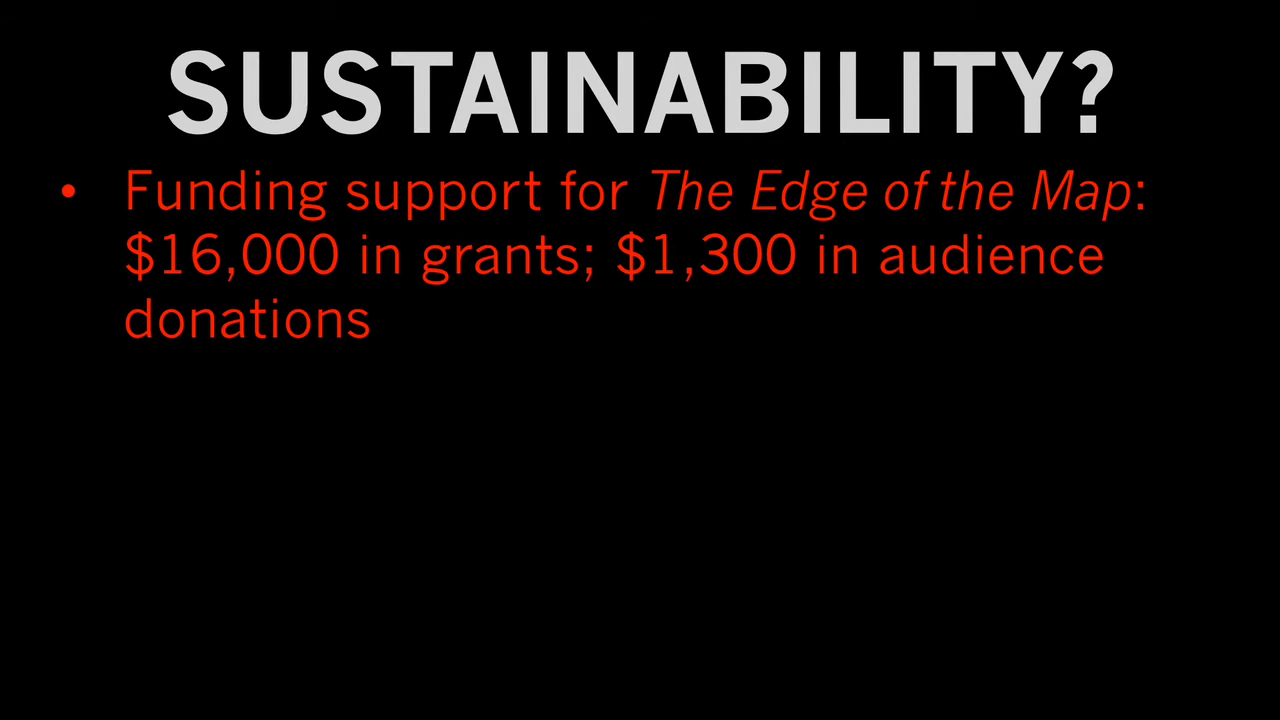 SUSTAINABILITY?
• Funding support for The Edge of the Map:
$16,000 in grants; $1,300 in audience
donations